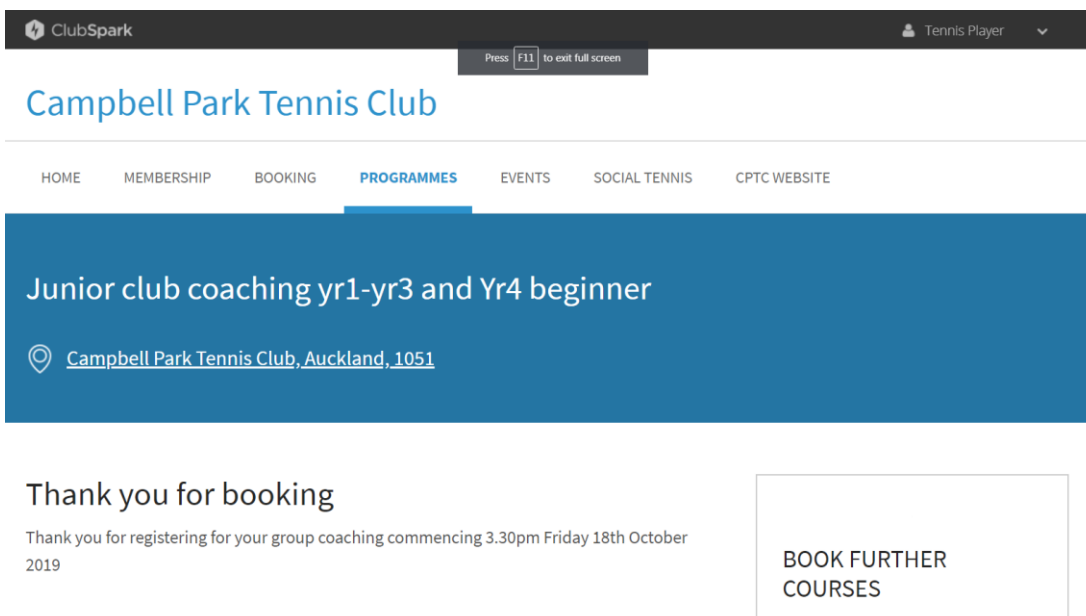 ClubSpark
Tennis Player
Press F11 to exit full screen
Campbell Park Tennis Club
HOME MEMBERSHIP BOOKING PROGRAMMES EVENTS SOCIAL TENNIS CPTC WEBSITE
Junior club coaching yr1-yr3 and Yr4 beginner
Campbell Park Tennis Club, Auckland, 1051
Thank you for booking
Thank you for registering for your group coaching commencing 3.30pm Friday 18th October
2019
BOOK FURTHER
COURSES